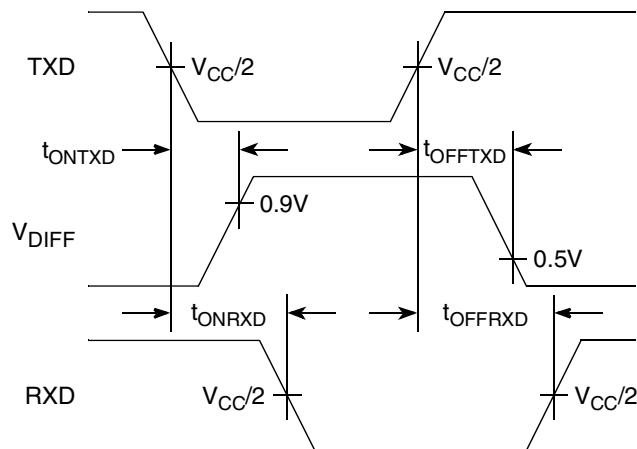 TXD
V_CC/2
V_CC/2
t_ONTXD
t_OFFTXD
V_DIFF
0.9V
0.5V
t_ONRXD
t_OFFRXD
RXD
V_CC/2
V_CC/2